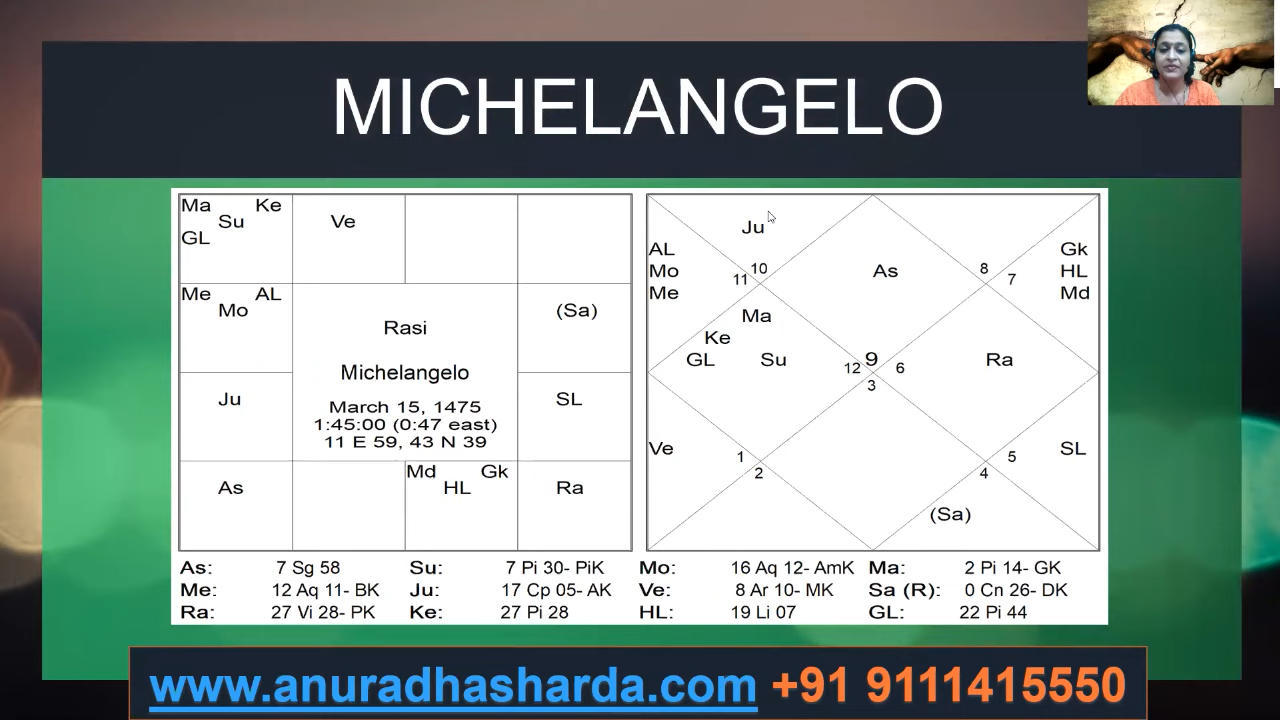 MICHELANGELO
Ma Ke
Su
GL
Ve
Me AL
Mo
(Sa)
Rasi
Michelangelo
March 15, 1475
1:45:00 (0:47 east)
11 E 59, 43 N 39
Ju
SL
As
Md Gk
HL
Ra
Ju
AL
Mo
Me
11 10
As
8 7
Gk
HL
Md
Ma
Ke
GL Su
12 9 6
3
Ra
Ve
1
2
5
4
SL
(Sa)
As: 7 Sg 58 Su: 7 Pi 30- PiK Mo: 16 Aq 12- AmK Ma: 2 Pi 14- GK
Me: 12 Aq 11- BK Ju: 17 Cp 05- AK Ve: 8 Ar 10- MK Sa (R): 0 Cn 26- DK
Ra: 27 Vi 28- PK Ke: 27 Pi 28 HL: 19 Li 07 GL: 22 Pi 44
www.anuradhasharda.com +91 9111415550